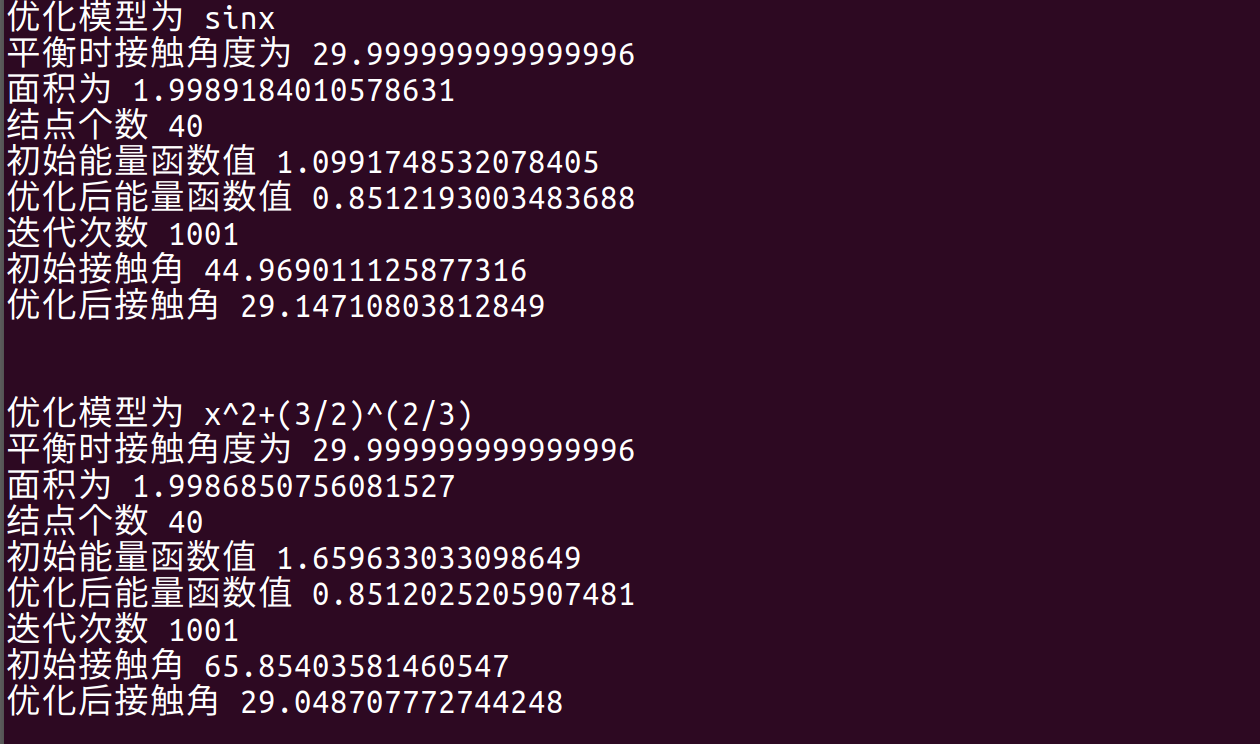 优化模型为 sinx
平衡时接触角度为 29.999999999999996
面积为 1.9989184010578631
结点个数 40
初始能量函数值 1.0991748532078405
优化后能量函数值 0.8512193003483688
迭代次数 1001
初始接触角 44.969011125877316
优化后接触角 29.14710803812849
优化模型为 x^2+(3/2)^(2/3)
平衡时接触角度为 29.999999999999996
面积为 1.9986850756081527
结点个数 40
初始能量函数值 1.659633033098649
优化后能量函数值 0.8512025205907481
迭代次数 1001
初始接触角 65.85403581460547
优化后接触角 29.048707772744248